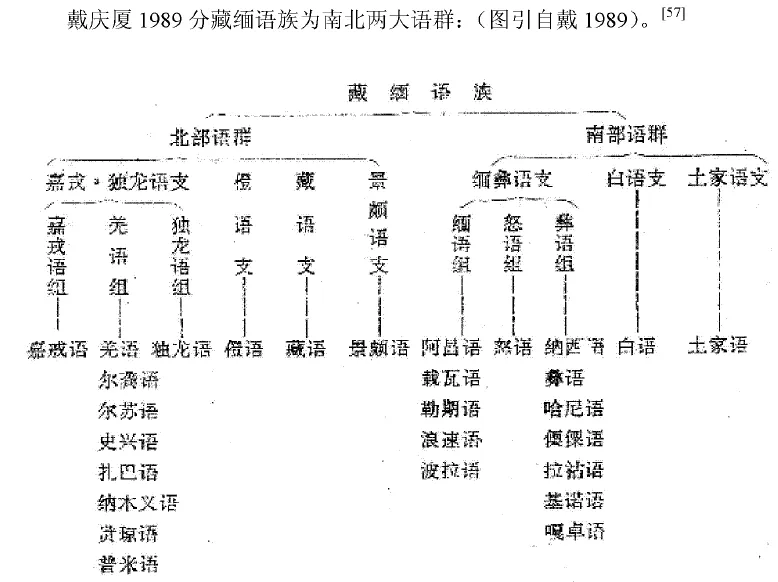 戴庆厦 1989 分藏缅语族为南北两大语群：（图引自戴 1989）。[57]
藏 缅 语 族
北部语群 南部语群
嘉戎·独龙语支 僜语支 藏语支 景颇语支 缅彝语支 白语支 土家语支
嘉戎语组 羌语组 独龙语组 缅语组 怒语组 彝语组
嘉戎语 羌语 独龙语 僜语 藏语 景颇语 阿昌语 怒语 纳西语 白语 土家语
尔龚语 载瓦语 彝语
尔苏语 勒期语 哈尼语
史兴语 浪速语 傈僳语
扎巴语 波拉语 拉祜语
纳木义语 基诺语
贵琼语 嘎卓语
普米语